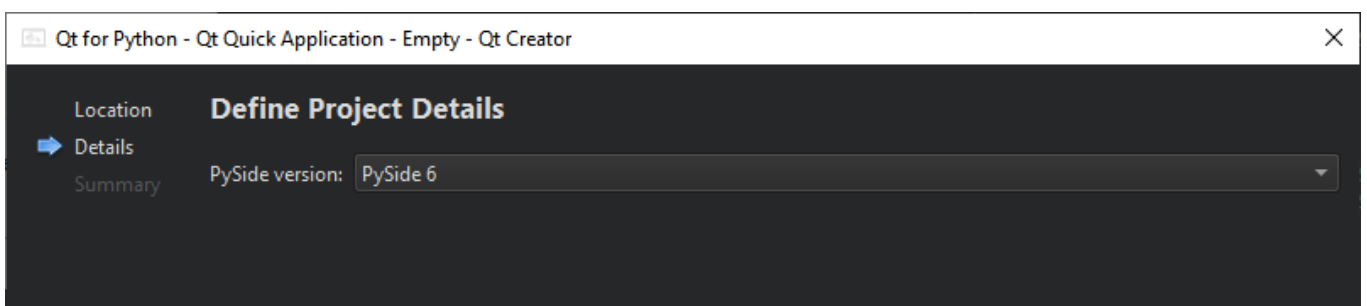 Qt for Python - Qt Quick Application - Empty - Qt Creator
Location
Details
Summary
Define Project Details
PySide version: PySide 6